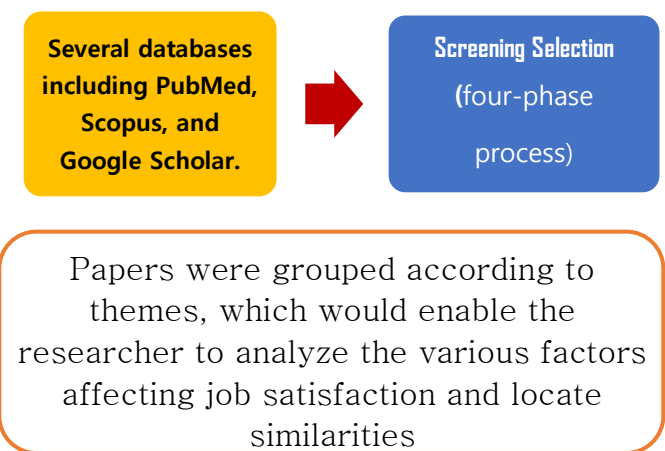 Several databases
including PubMed,
Scopus, and
Google Scholar.
Screening Selection
(four-phase
process)
Papers were grouped according to
themes, which would enable the
researcher to analyze the various factors
affecting job satisfaction and locate
similarities